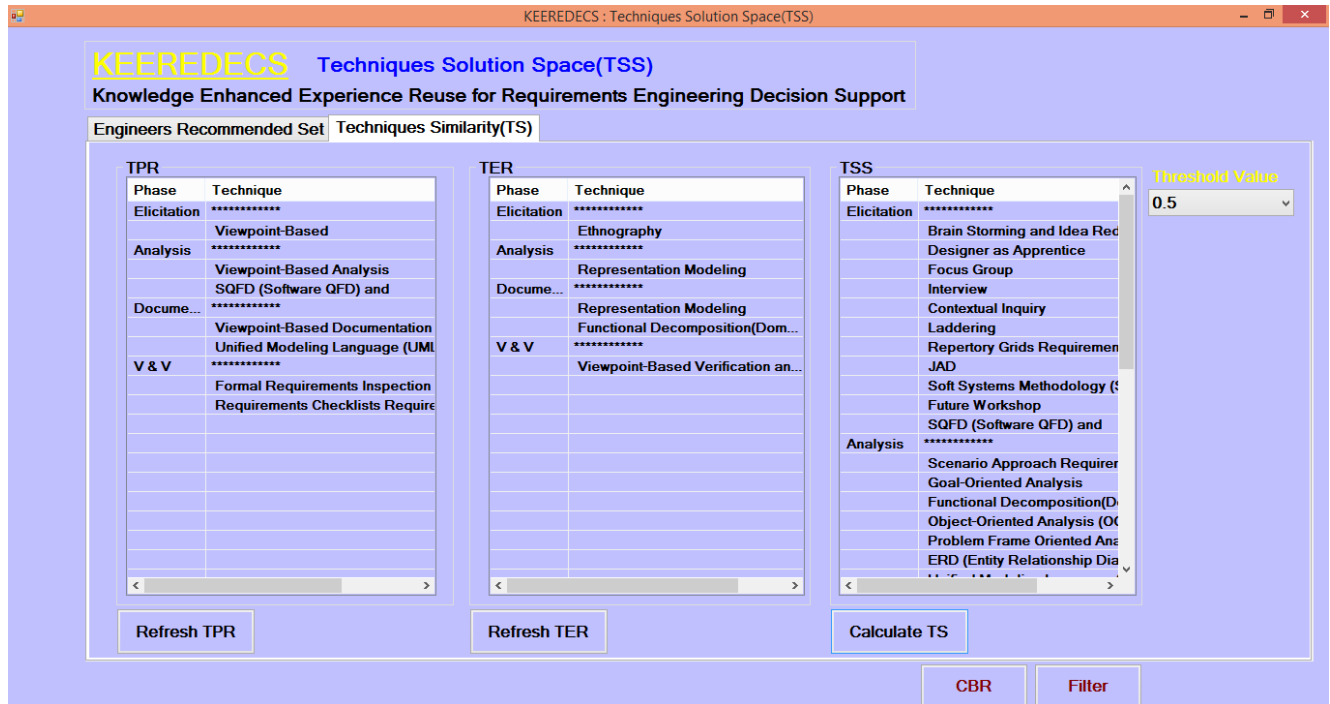 KEEREDECS : Techniques Solution Space(TSS)
KEEREDECS Techniques Solution Space(TSS)
Knowledge Enhanced Experience Reuse for Requirements Engineering Decision Support
Engineers Recommended Set Techniques Similarity(TS)
TPR
Phase Technique
Elicitation ************
Viewpoint-Based
Analysis ************
Viewpoint-Based Analysis
SQFD (Software QFD) and
Docume... ************
Viewpoint-Based Documentation
Unified Modeling Language (UML
V & V ************
Formal Requirements Inspection
Requirements Checklists Require
Refresh TPR
TER
Phase Technique
Elicitation ************
Ethnography
Analysis ************
Representation Modeling
Docume... ************
Representation Modeling
Functional Decomposition(Dom...
V & V ************
Viewpoint-Based Verification an...
Refresh TER
TSS
Phase Technique
Elicitation ************
Brain Storming and Idea Red
Designer as Apprentice
Focus Group
Interview
Contextual Inquiry
Laddering
Repertory Grids Requiremen
JAD
Soft Systems Methodology (S
Future Workshop
SQFD (Software QFD) and
Analysis ************
Scenario Approach Requirer
Goal-Oriented Analysis
Functional Decomposition(D
Object-Oriented Analysis (OO
Problem Frame Oriented Ana
ERD (Entity Relationship Dia
Calculate TS
Threshold Value
0.5
CBR Filter